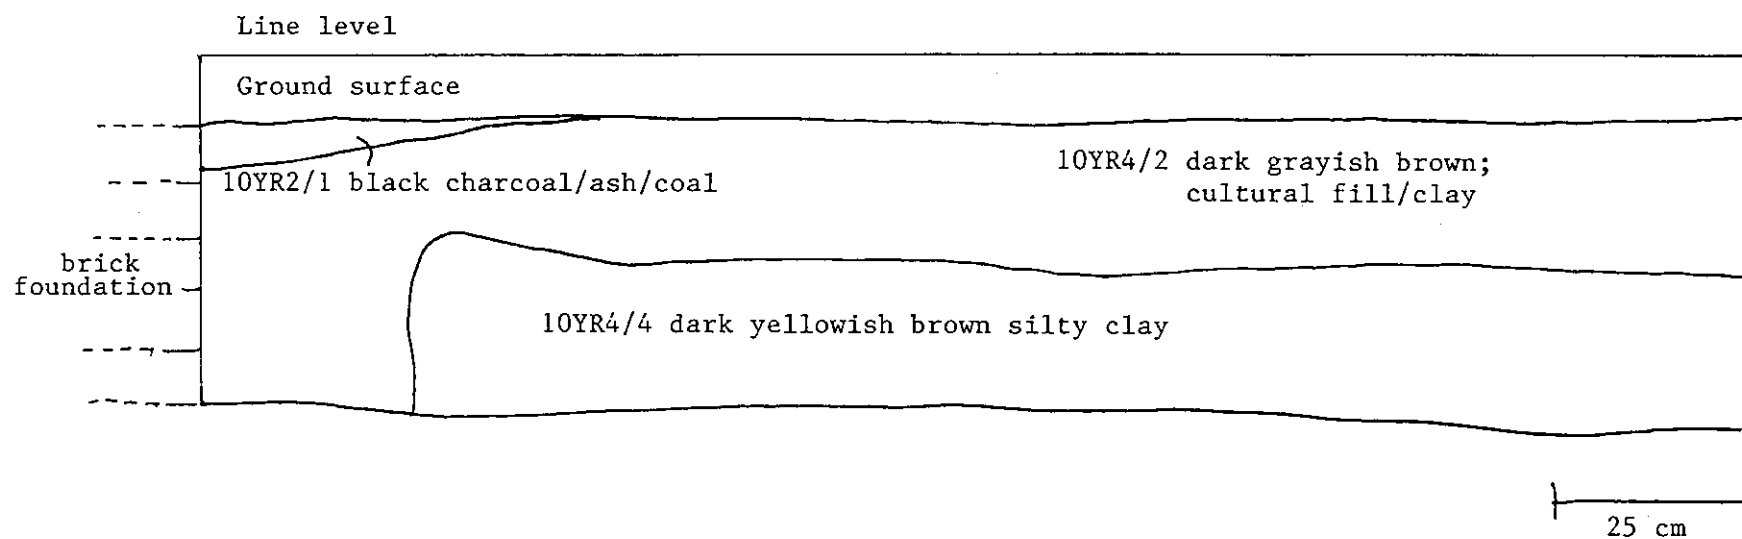 Line level
Ground surface
10YR4/2 dark grayish brown;
cultural fill/clay
10YR2/1 black charcoal/ash/coal
brick
foundation
10YR4/4 dark yellowish brown silty clay
25 cm